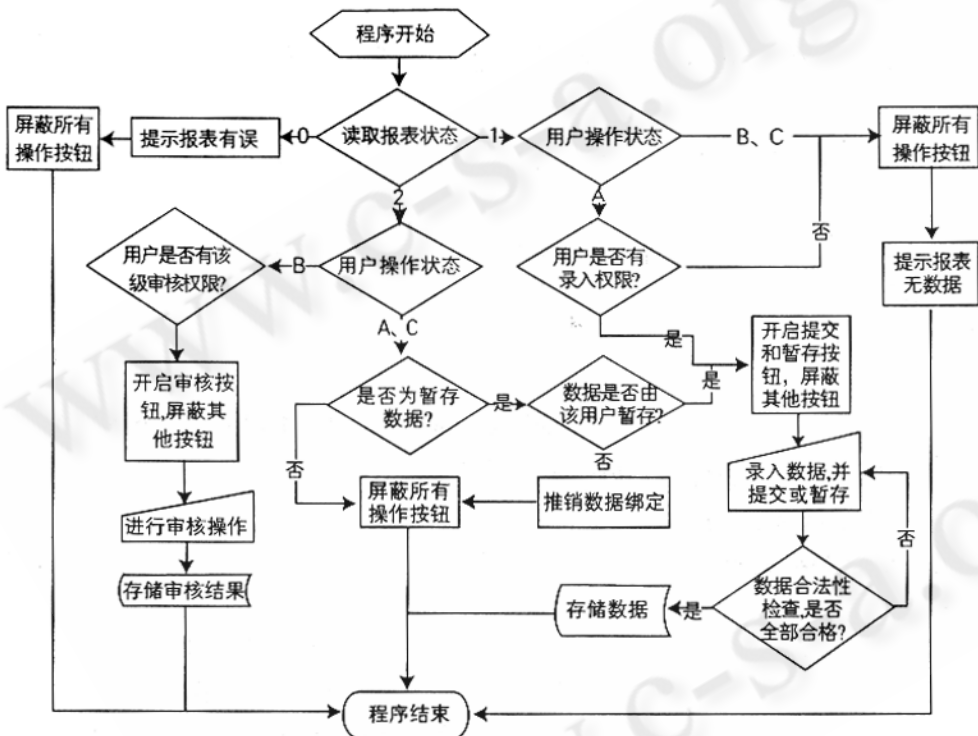 程序开始
屏蔽所有
操作按钮
提示报表有误
0
读取报表状态
1
用户操作状态
B、C
屏蔽所有
操作按钮
2
A
否
用户是否有该
级审核权限?
B
用户操作状态
用户是否有
录入权限?
提示报表
无数据
A、C
是
开启提交
和暂存按
钮，屏蔽
其他按钮
开启审核按
钮,屏蔽其
他按钮
是否为暂存
数据?
是
数据是否由
该用户暂存?
是
否
否
录入数据,并
提交或暂存
屏蔽所有
操作按钮
推销数据绑定
否
进行审核操作
存储审核结果
存储数据
是
数据合法性
检查,是否
全部合格?
程序结束
www.c-s-a.org
www.c-s-a.o